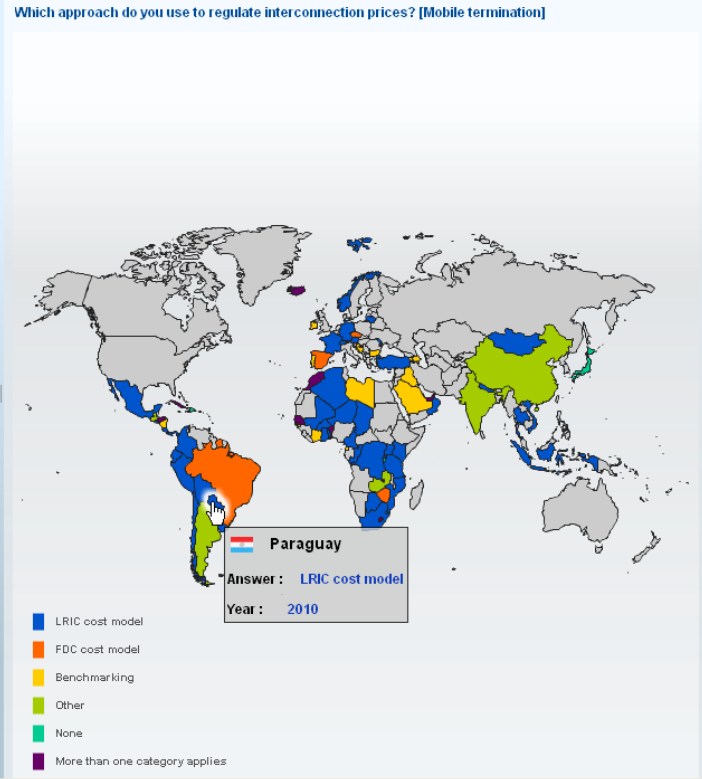 Which approach do you use to regulate interconnection prices? [Mobile termination]
Paraguay
Answer : LRIC cost model
Year : 2010
LRIC cost model
FDC cost model
Benchmarking
Other
None
More than one category applies